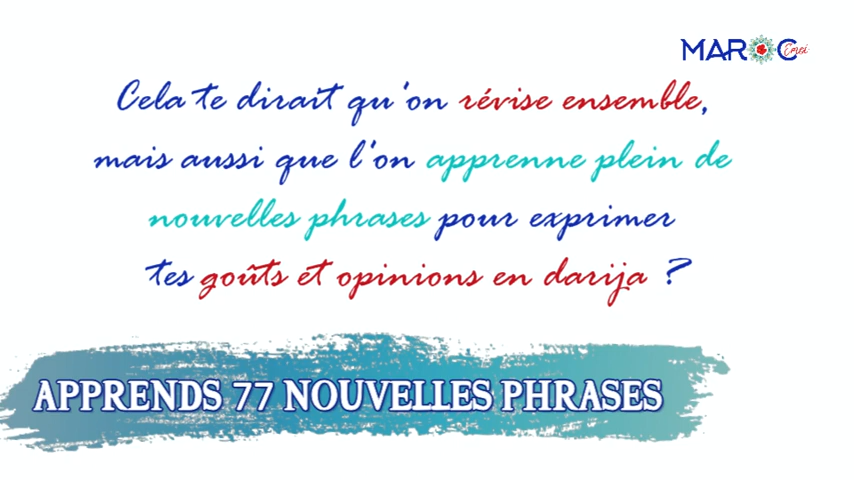 MAROC Émoi
Cela te dirait qu'on révise ensemble,
mais aussi que l'on apprenne plein de
nouvelles phrases pour exprimer
tes goûts et opinions en darija ?
APPRENDS 77 NOUVELLES PHRASES